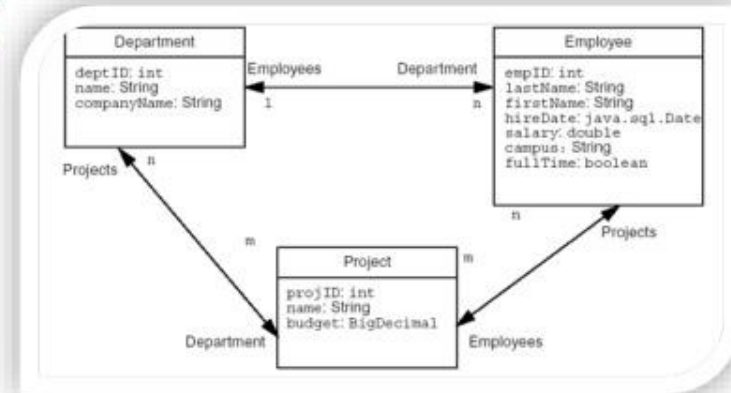 Department
deptID: int
name: String
companyName: String
Employees
Department
1
n
Employee
empID: int
lastName: String
firstName: String
hireDate: java.sql.Date
salary: double
campus: String
fullTime: boolean
n
Projects
n
Projects
m
m
Project
projID: int
name: String
budget: BigDecimal
Department
Employees